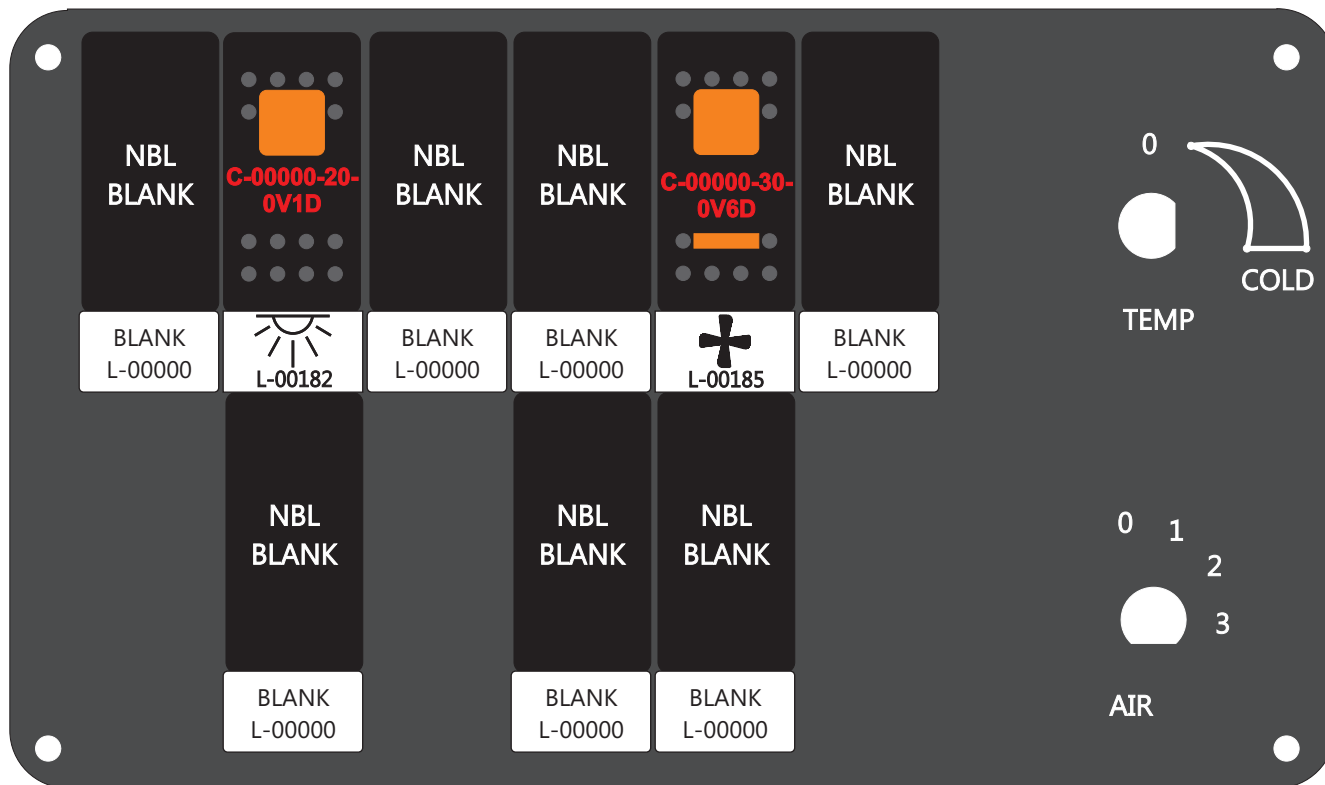 NBL
BLANK
C-00000-20-
0V1D
NBL
BLANK
NBL
BLANK
C-00000-30-
0V6D
NBL
BLANK
BLANK
L-00000
L-00182
BLANK
L-00000
BLANK
L-00000
L-00185
BLANK
L-00000
NBL
BLANK
NBL
BLANK
NBL
BLANK
BLANK
L-00000
BLANK
L-00000
BLANK
L-00000
0
COLD
TEMP
0
1
2
3
AIR